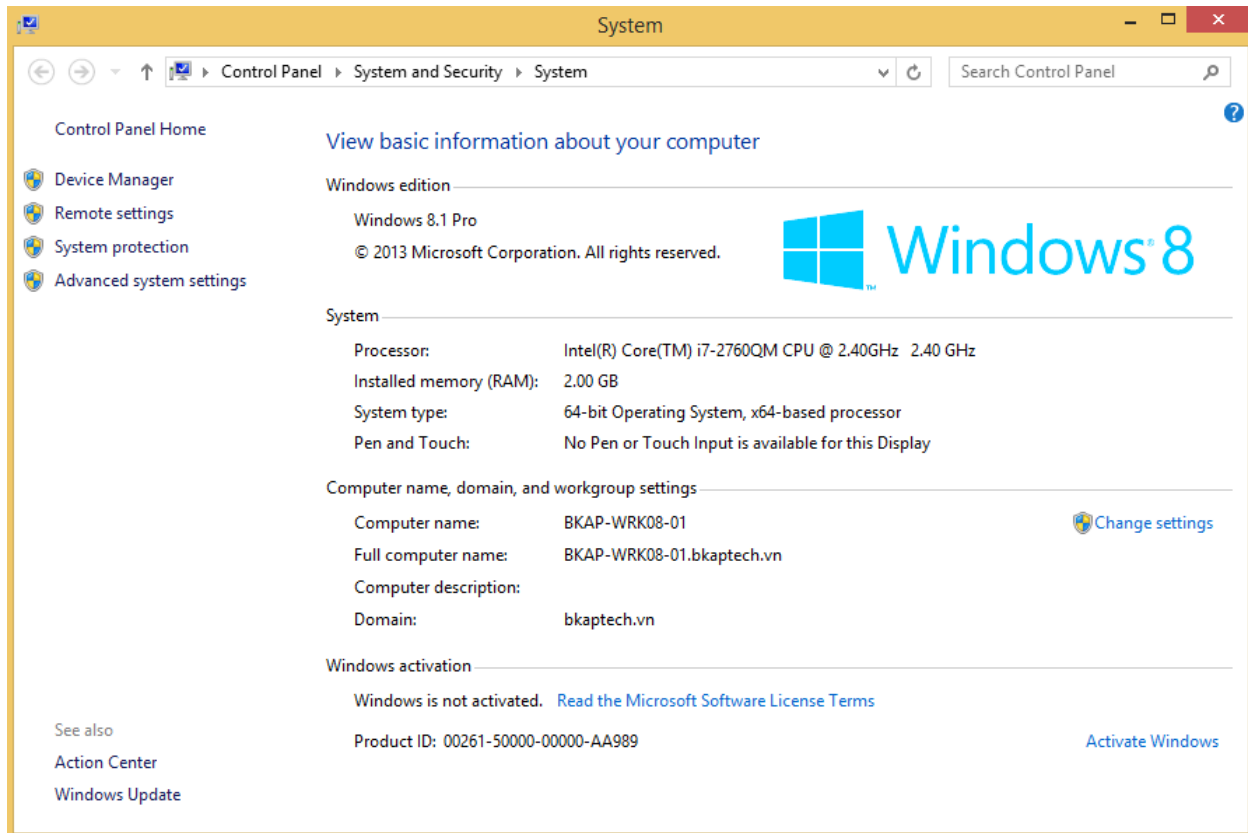 System
Control Panel System and Security System
Search Control Panel
Control Panel Home
Device Manager
Remote settings
System protection
Advanced system settings
See also
Action Center
Windows Update
View basic information about your computer
Windows edition
Windows 8.1 Pro
© 2013 Microsoft Corporation. All rights reserved.
Windows® 8
TM
System
Processor: Intel(R) Core(TM) i7-2760QM CPU @ 2.40GHz 2.40 GHz
Installed memory (RAM): 2.00 GB
System type: 64-bit Operating System, x64-based processor
Pen and Touch: No Pen or Touch Input is available for this Display
Computer name, domain, and workgroup settings
Computer name: BKAP-WRK08-01 Change settings
Full computer name: BKAP-WRK08-01.bkaptech.vn
Computer description:
Domain: bkaptech.vn
Windows activation
Windows is not activated. Read the Microsoft Software License Terms
Product ID: 00261-50000-00000-AA989 Activate Windows